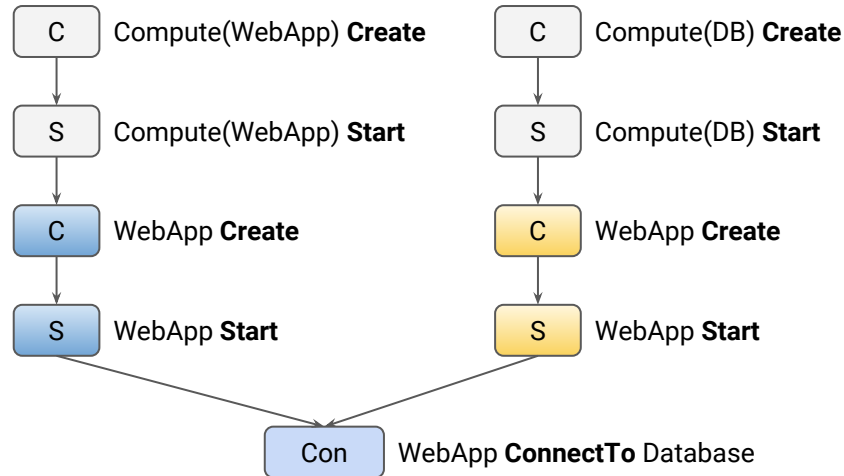 C Compute(WebApp) Create C Compute(DB) Create
S Compute(WebApp) Start S Compute(DB) Start
C WebApp Create C WebApp Create
S WebApp Start S WebApp Start
Con WebApp ConnectTo Database